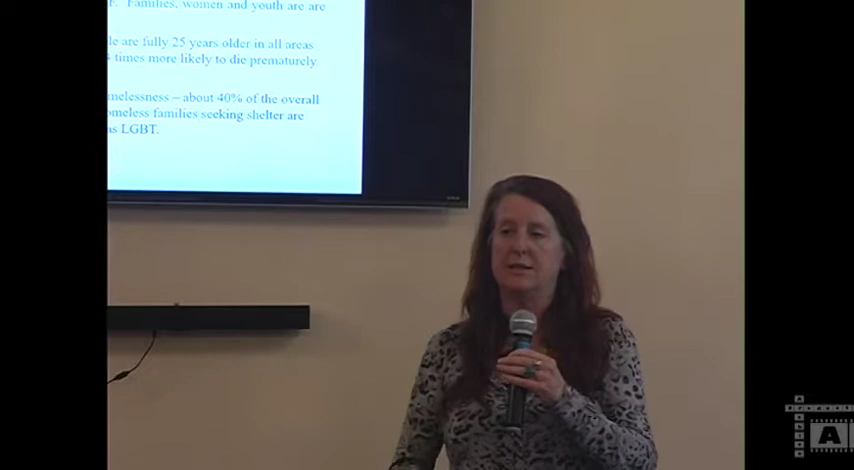 F. Families, women and youth are are
le are fully 25 years older in all areas
times more likely to die prematurely
melessness – about 40% of the overall
omeless families seeking shelter are
as LGBT.
A